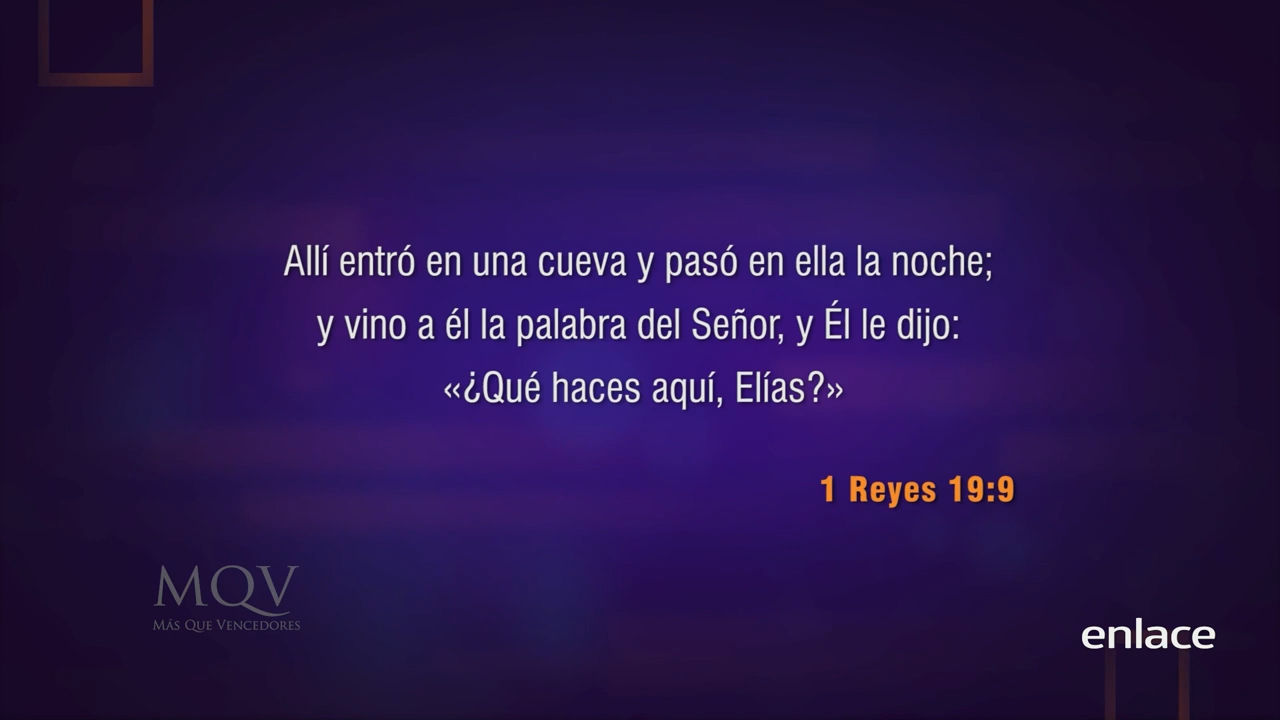 Allí entró en una cueva y pasó en ella la noche;
y vino a él la palabra del Señor, y Él le dijo:
«¿Qué haces aquí, Elías?»
1 Reyes 19:9
MQV
MÁS QUE VENCEDORES
enlace